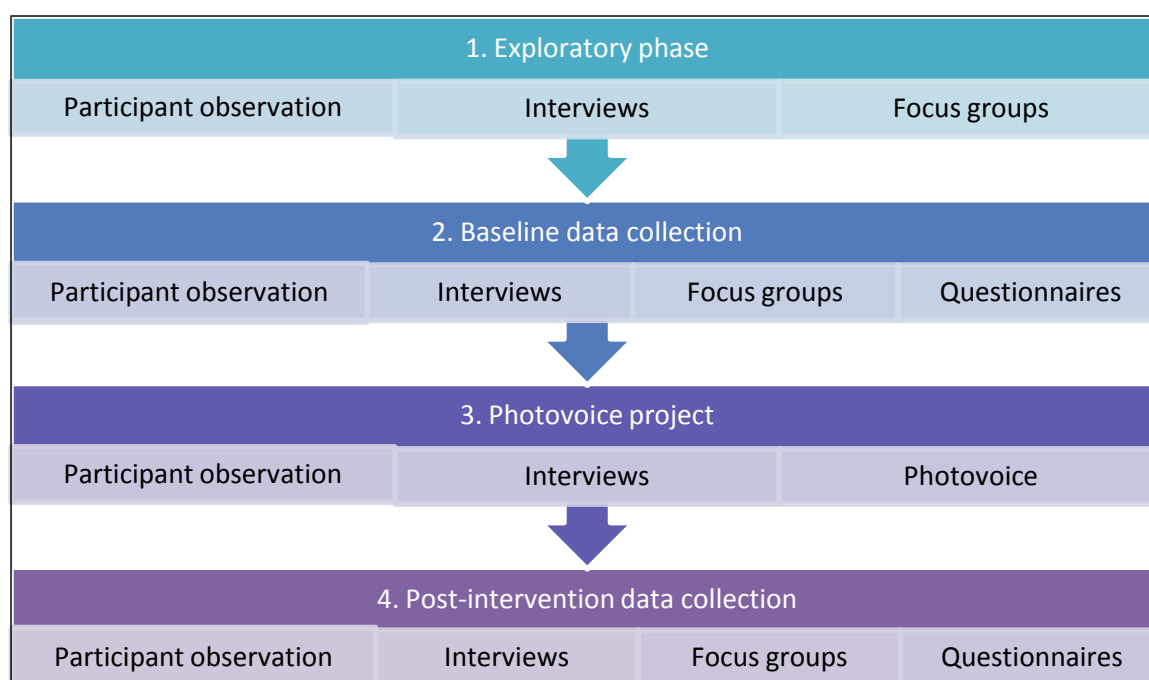 1. Exploratory phase
Participant observation Interviews Focus groups
2. Baseline data collection
Participant observation Interviews Focus groups Questionnaires
3. Photovoice project
Participant observation Interviews Photovoice
4. Post-intervention data collection
Participant observation Interviews Focus groups Questionnaires